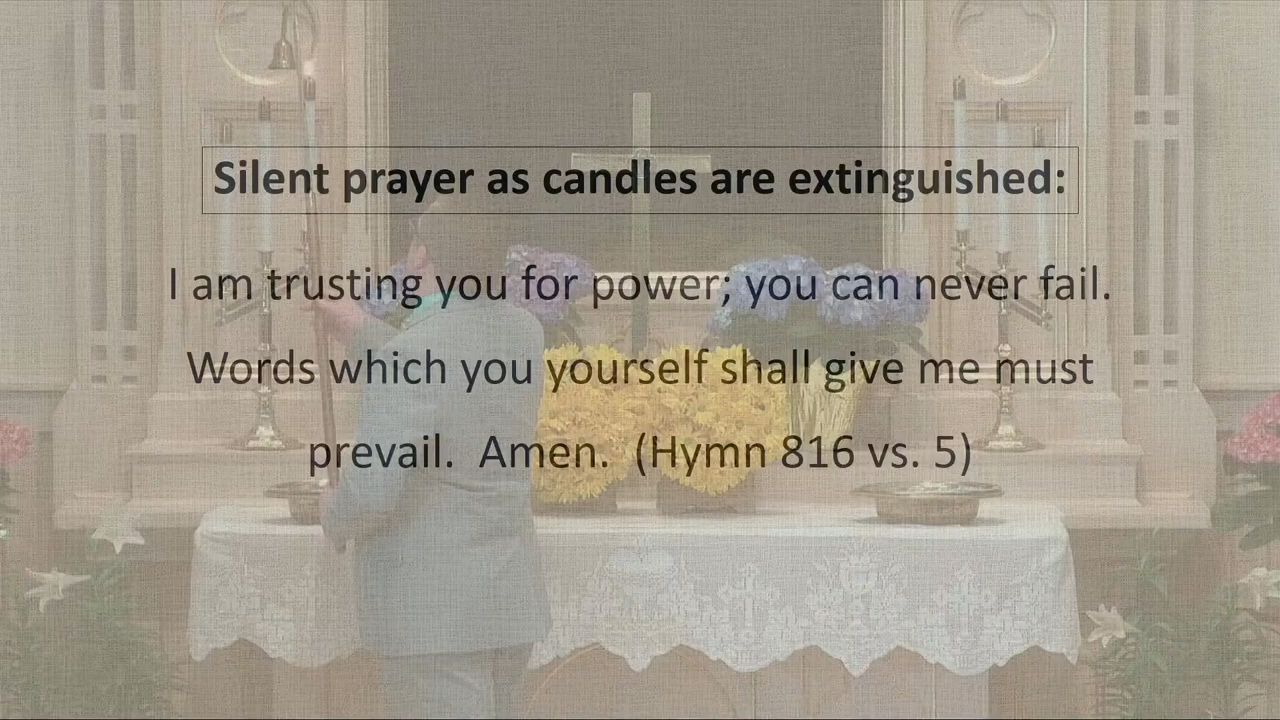 Silent prayer as candles are extinguished:
I am trusting you for power; you can never fail.
Words which you yourself shall give me must
prevail.  Amen.  (Hymn 816 vs. 5)